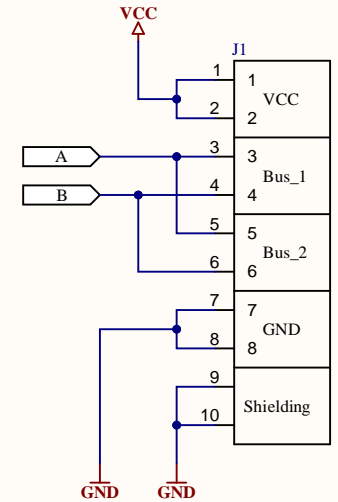 VCC
J1
1 1
VCC
2 2
A 3 3
Bus_1
B 4 4
5 5
Bus_2
6 6
7 7
GND
8 8
9
Shielding
10
GND GND